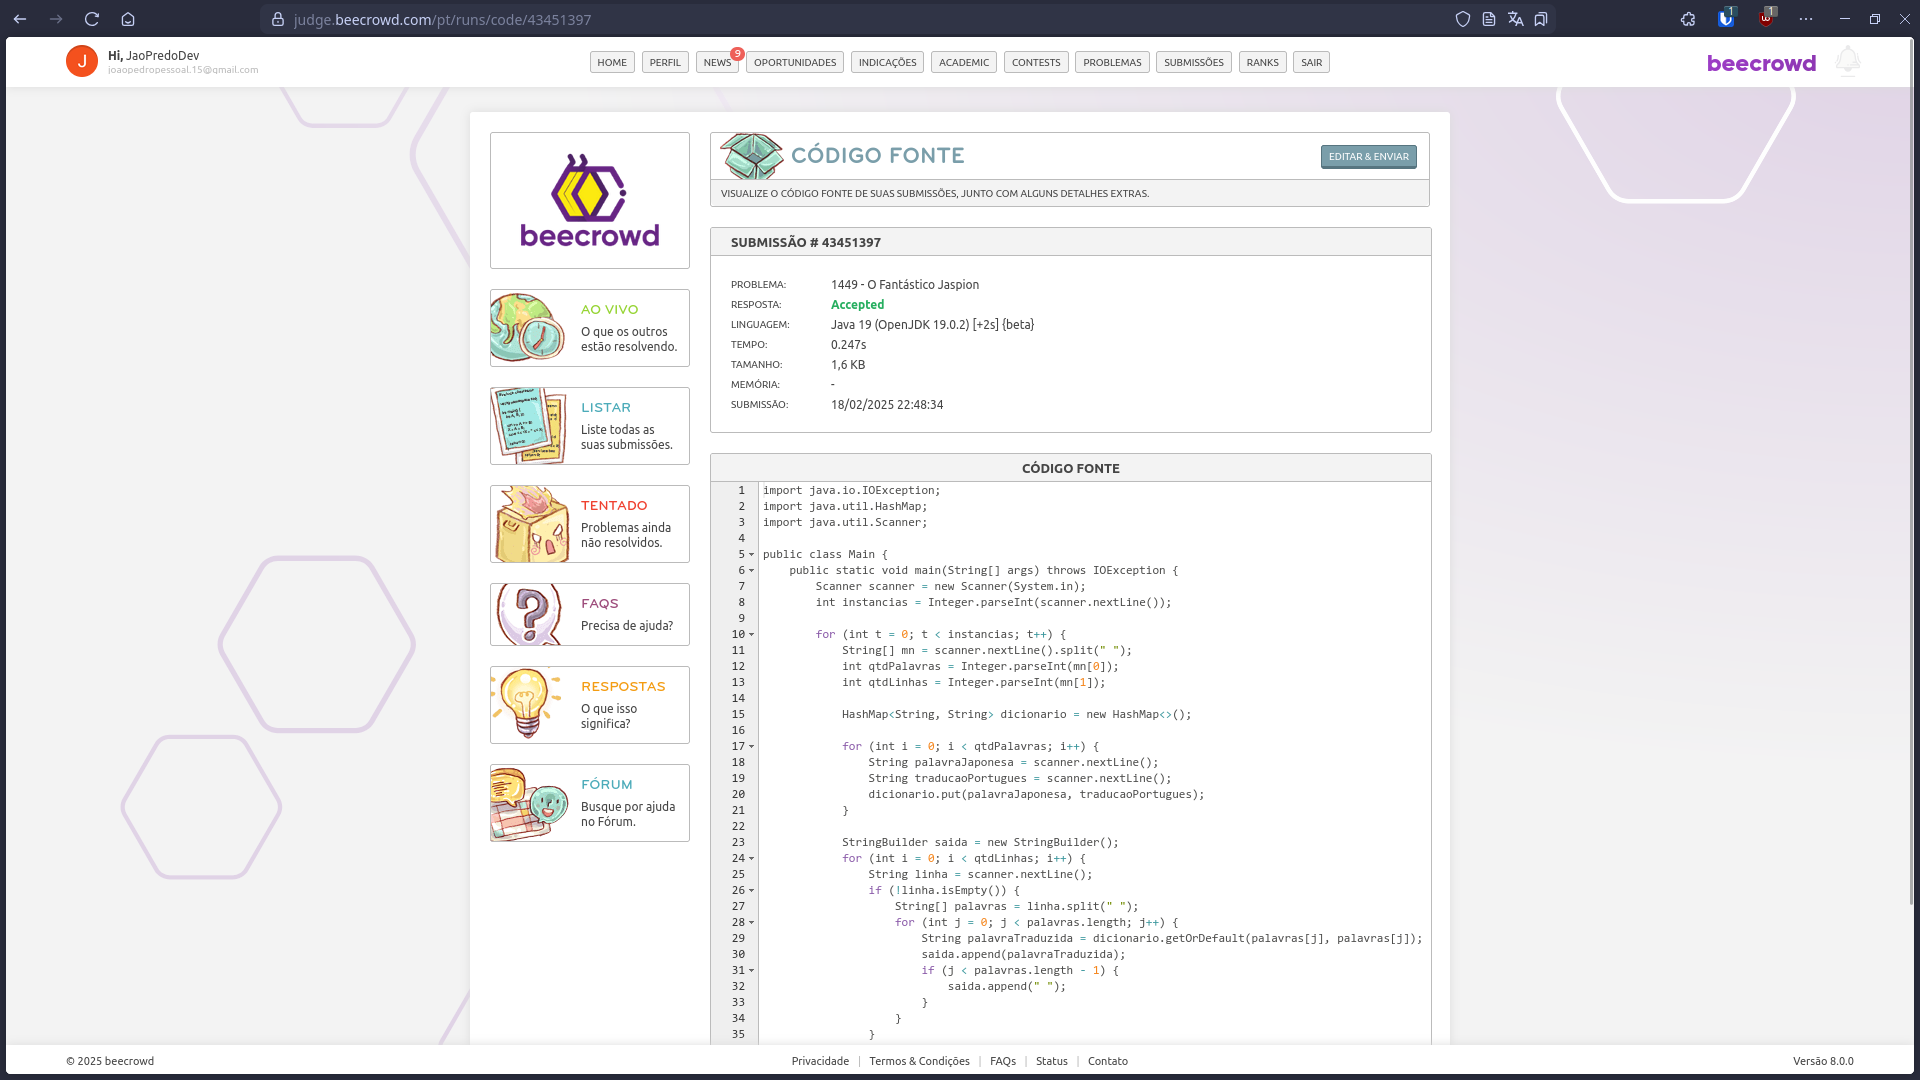 judge.beecrowd.com/pt/runs/code/43451397
1
1
J
Hi, JaoPredoDev
joaopedropessoal.15@gmail.com
HOME
PERFIL
NEWS
9
OPORTUNIDADES
INDICAÇÕES
ACADEMIC
CONTESTS
PROBLEMAS
SUBMISSÕES
RANKS
SAIR
beecrowd
beecrowd
AO VIVO
O que os outros
estão resolvendo.
LISTAR
Liste todas as
suas submissões.
TENTADO
Problemas ainda
não resolvidos.
FAQS
Precisa de ajuda?
RESPOSTAS
O que isso
significa?
FÓRUM
Busque por ajuda
no Fórum.
CÓDIGO FONTE
EDITAR & ENVIAR
VISUALIZE O CÓDIGO FONTE DE SUAS SUBMISSÕES, JUNTO COM ALGUNS DETALHES EXTRAS.
SUBMISSÃO # 43451397
PROBLEMA: 1449 - O Fantástico Jaspion
RESPOSTA: Accepted
LINGUAGEM: Java 19 (OpenJDK 19.0.2) [+2s] {beta}
TEMPO: 0.247s
TAMANHO: 1,6 KB
MEMÓRIA: -
SUBMISSÃO: 18/02/2025 22:48:34
CÓDIGO FONTE
1 import java.io.IOException;
2 import java.util.HashMap;
3 import java.util.Scanner;
4
5 public class Main {
6     public static void main(String[] args) throws IOException {
7         Scanner scanner = new Scanner(System.in);
8         int instancias = Integer.parseInt(scanner.nextLine());
9
10         for (int t = 0; t < instancias; t++) {
11             String[] mn = scanner.nextLine().split(" ");
12             int qtdPalavras = Integer.parseInt(mn[0]);
13             int qtdLinhas = Integer.parseInt(mn[1]);
14
15             HashMap<String, String> dicionario = new HashMap<>();
16
17             for (int i = 0; i < qtdPalavras; i++) {
18                 String palavraJaponesa = scanner.nextLine();
19                 String traducaoPortugues = scanner.nextLine();
20                 dicionario.put(palavraJaponesa, traducaoPortugues);
21             }
22
23             StringBuilder saida = new StringBuilder();
24             for (int i = 0; i < qtdLinhas; i++) {
25                 String linha = scanner.nextLine();
26                 if (!linha.isEmpty()) {
27                     String[] palavras = linha.split(" ");
28                     for (int j = 0; j < palavras.length; j++) {
29                         String palavraTraduzida = dicionario.getOrDefault(palavras[j], palavras[j]);
30                         saida.append(palavraTraduzida);
31                         if (j < palavras.length - 1) {
32                             saida.append(" ");
33                         }
34                     }
35                 }
© 2025 beecrowd
Privacidade | Termos & Condições | FAQs | Status | Contato
Versão 8.0.0